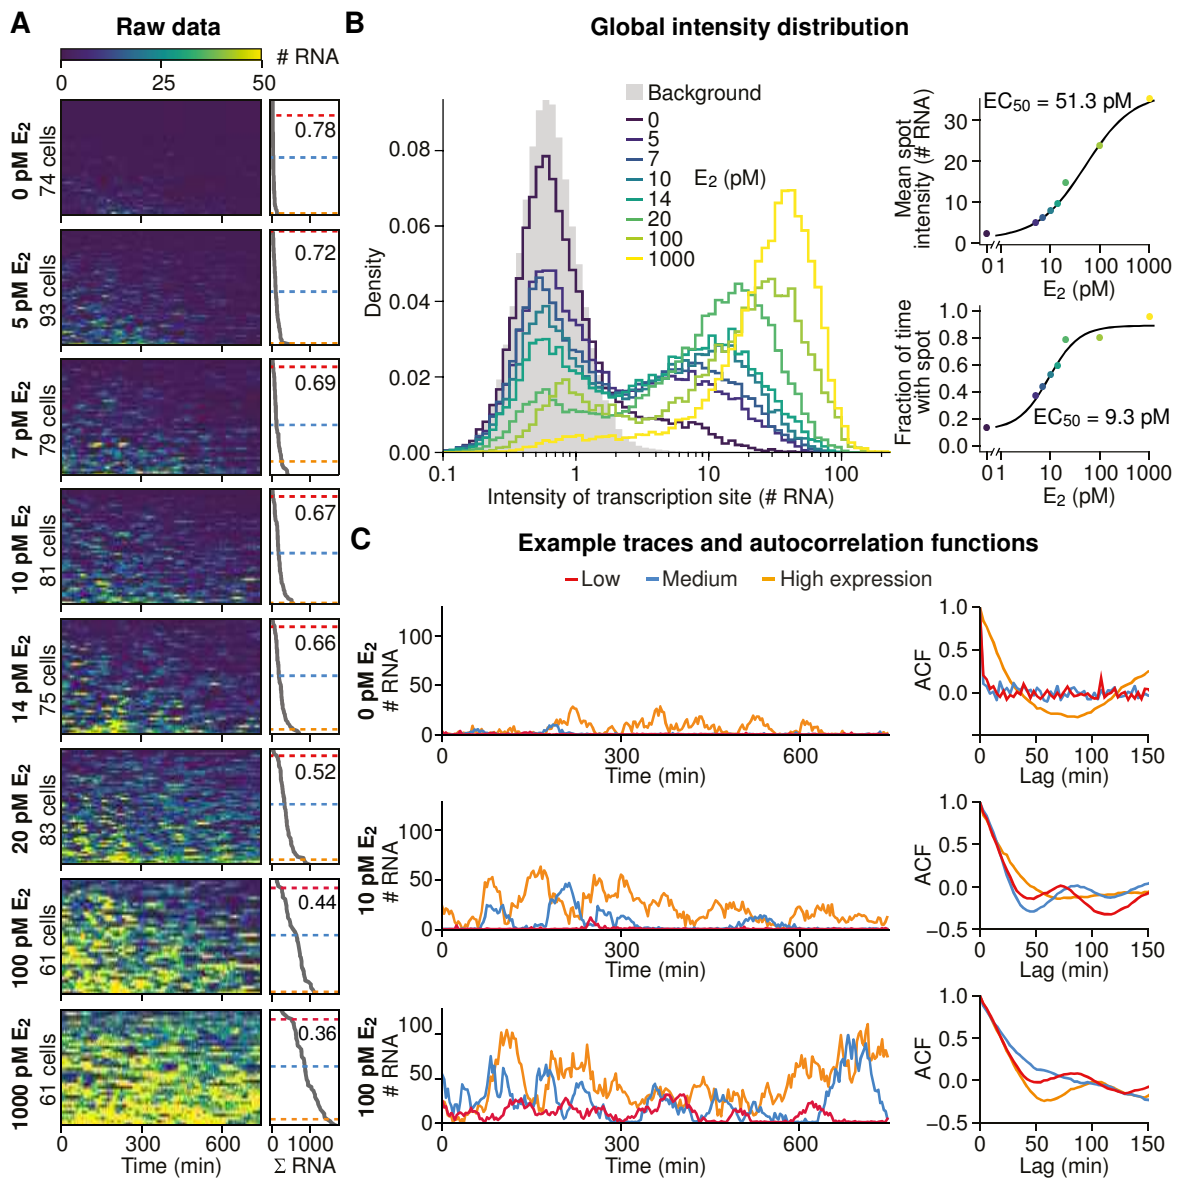 A
Raw data
# RNA
0 25 50
0 pM E2
74 cells
0.78
5 pM E2
93 cells
0.72
7 pM E2
79 cells
0.69
10 pM E2
81 cells
0.67
14 pM E2
75 cells
0.66
20 pM E2
83 cells
0.52
100 pM E2
61 cells
0.44
1000 pM E2
61 cells
0.36
0 300 600
Time (min)
0 1000
Σ RNA
B
Global intensity distribution
Density
0.08
0.06
0.04
0.02
0.00
0.1 1 10 100
Intensity of transcription site (# RNA)
Background
0
5
7
10
14
20
100
1000
E2 (pM)
Mean spot
intensity (# RNA)
EC50 = 51.3 pM
30
20
10
0
0 1 10 100 1000
E2 (pM)
Fraction of time
with spot
1.0
0.8
0.6
0.4
0.2
0.0
EC50 = 9.3 pM
0 1 10 100 1000
E2 (pM)
C
Example traces and autocorrelation functions
Low Medium High expression
0 pM E2
# RNA
100
50
0
0 300 600
Time (min)
ACF
1.0
0.5
0.0
0 50 100 150
Lag (min)
10 pM E2
# RNA
100
50
0
0 300 600
Time (min)
ACF
1.0
0.5
0.0
−0.5
0 50 100 150
Lag (min)
100 pM E2
# RNA
100
50
0
0 300 600
Time (min)
ACF
1.0
0.5
0.0
−0.5
0 50 100 150
Lag (min)